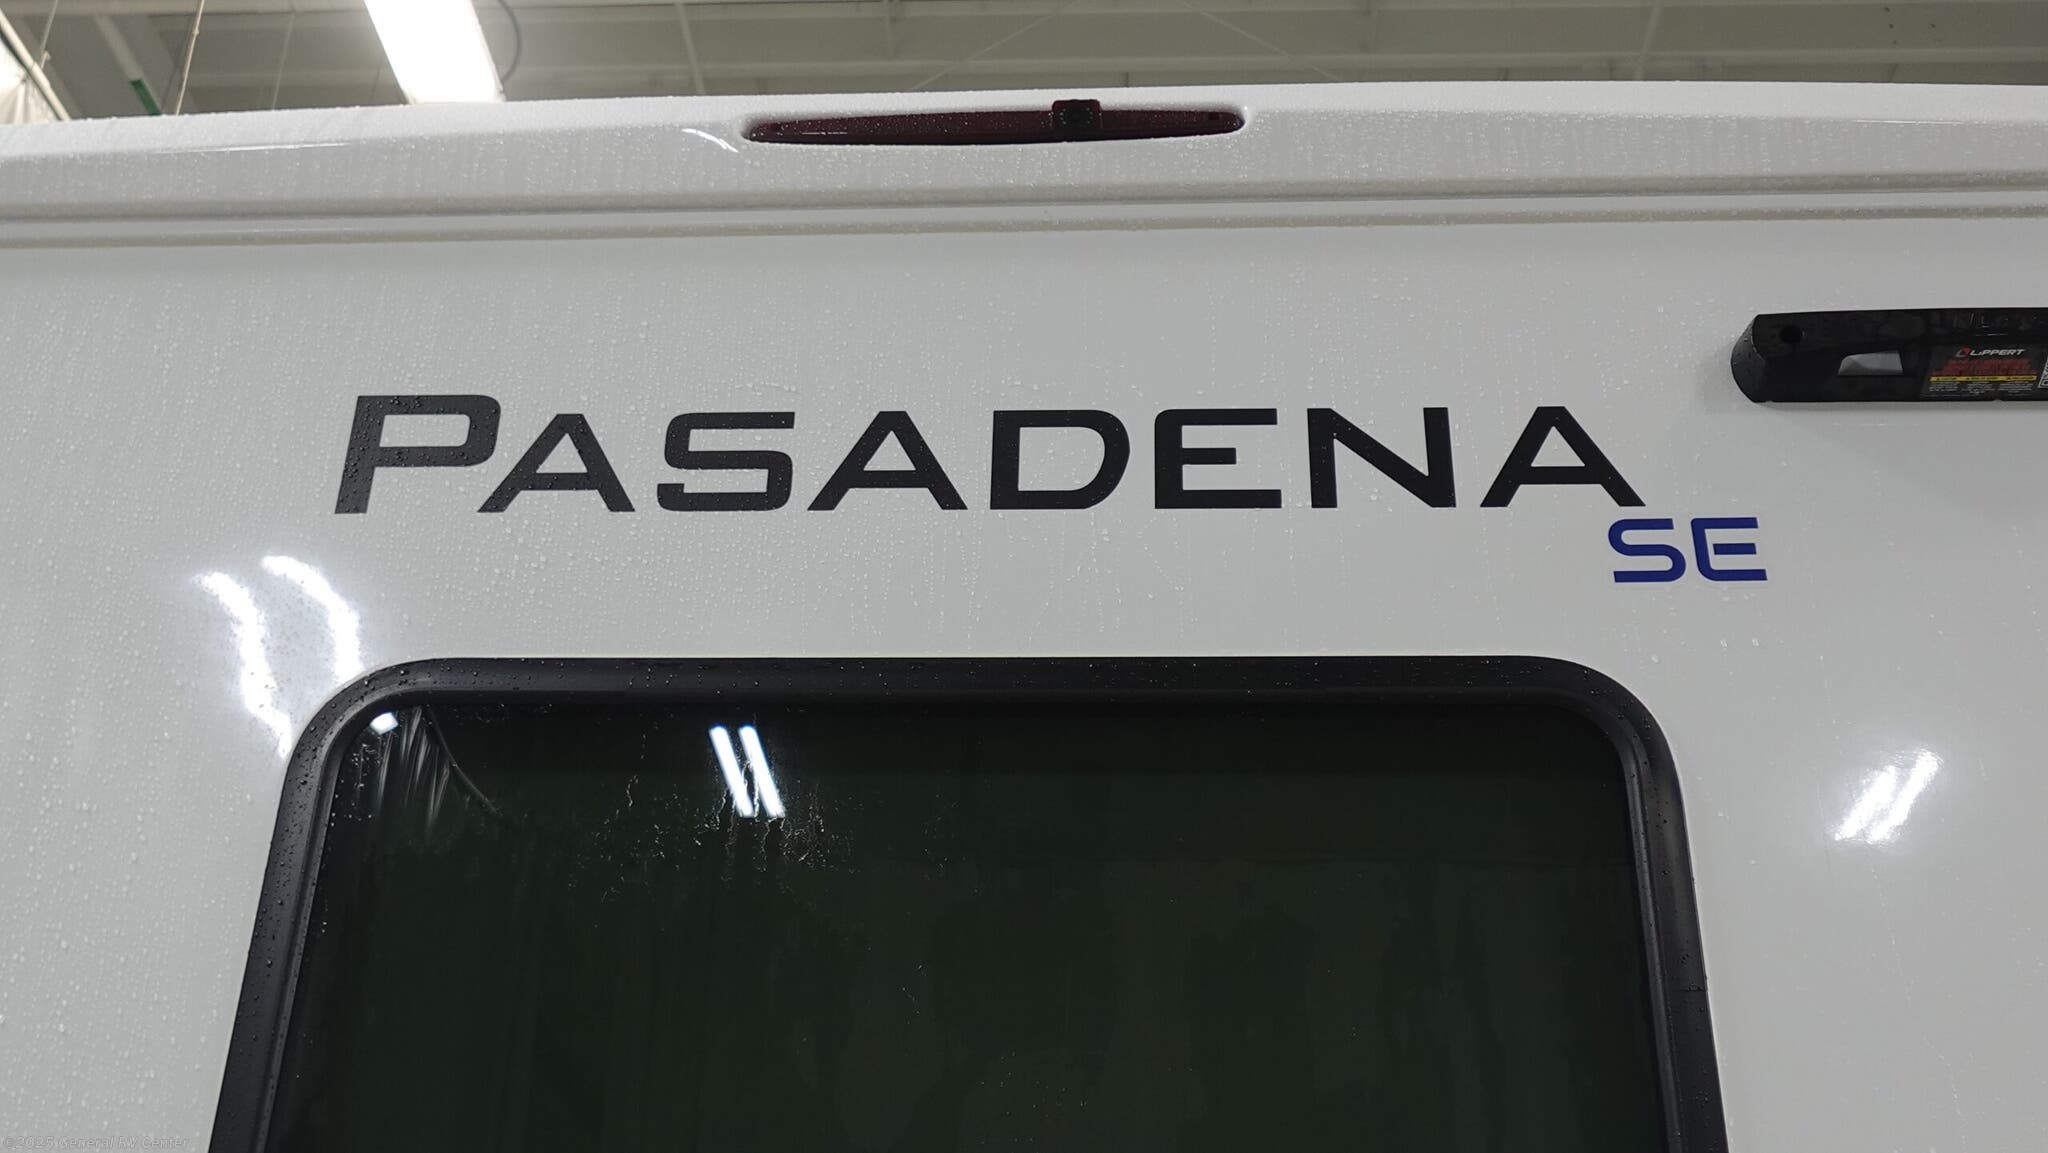 PASADENA
SE
LIPPERT
©2025 General RV Center